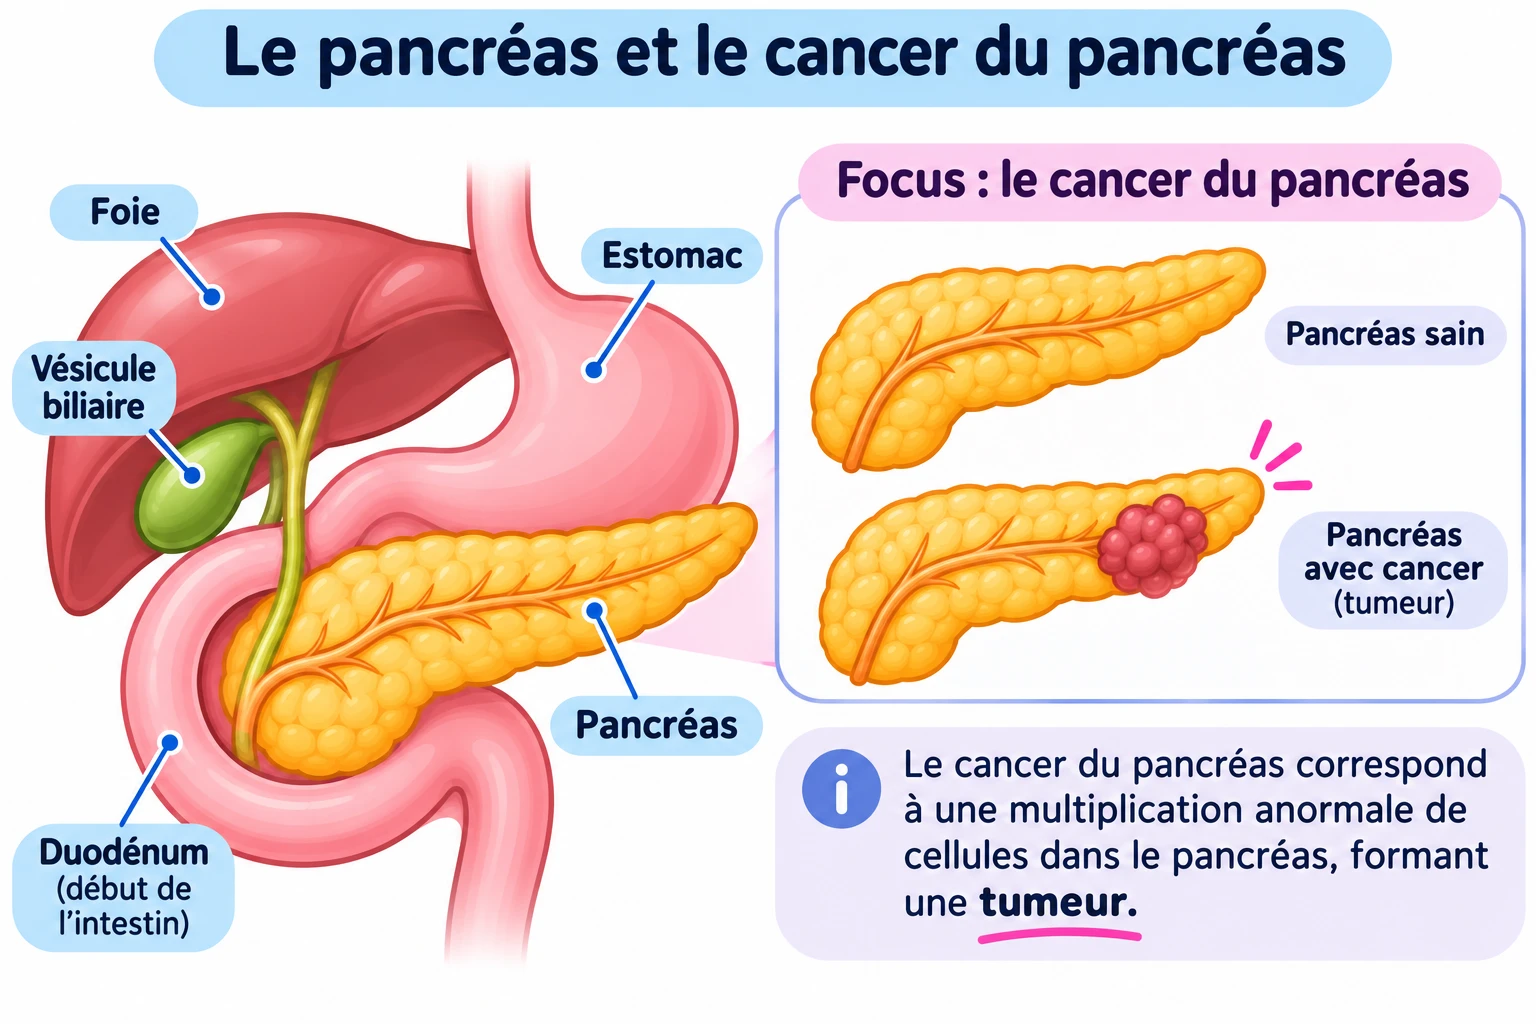 Le pancréas et le cancer du pancréas
Foie
Estomac
Vésicule
biliaire
Pancréas
Duodénum
(début de
l'intestin)
Focus : le cancer du pancréas
Pancréas sain
Pancréas
avec cancer
(tumeur)
i
Le cancer du pancréas correspond
à une multiplication anormale de
cellules dans le pancréas, formant
une tumeur.